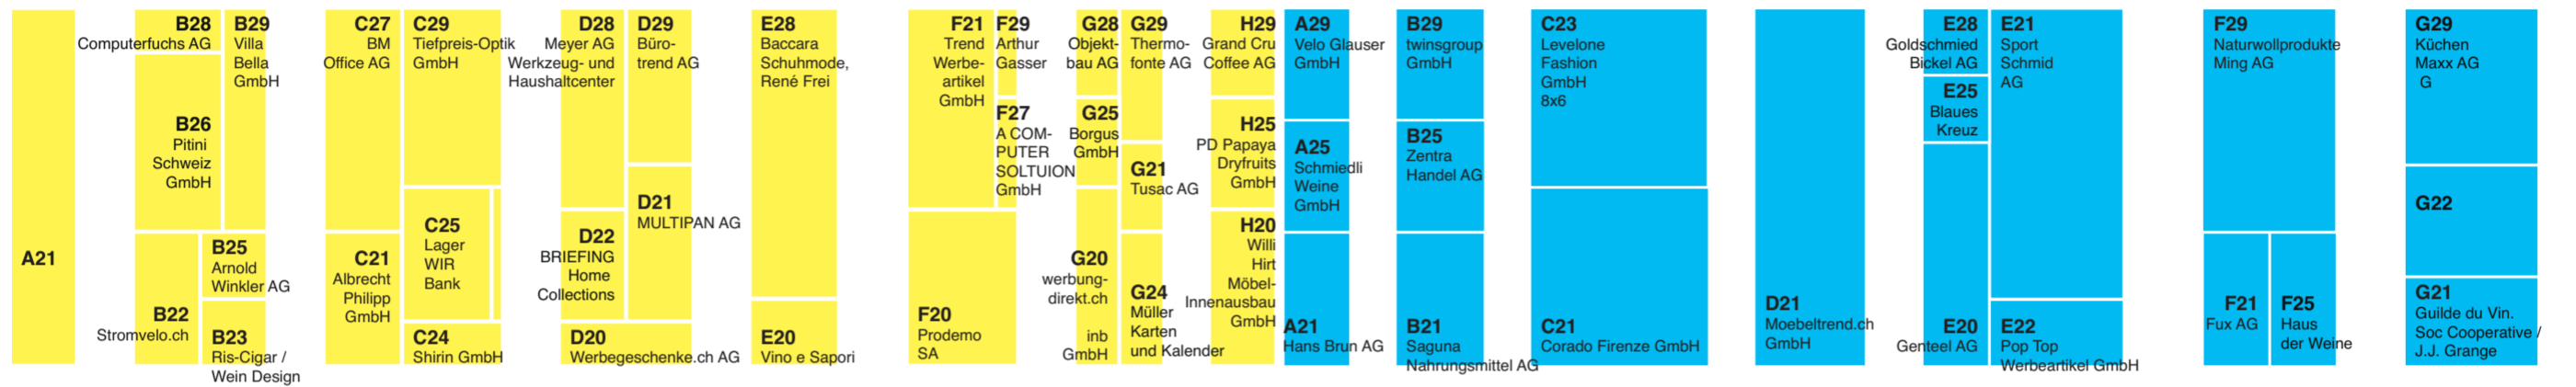 A21
B28
Computerfuchs AG
B29
Villa
Bella
GmbH
B26
Pitini
Schweiz
GmbH
B25
Arnold
Winkler AG
B22
Stromvelo.ch
B23
Ris-Cigar /
Wein Design
C27
BM
Office AG
C29
Tiefpreis-Optik
GmbH
C25
Lager
WIR
Bank
C21
Albrecht
Philipp
GmbH
C24
Shirin GmbH
D28
Meyer AG
Werkzeug- und
Haushaltcenter
D29
Büro-
trend AG
D21
MULTIPAN AG
D22
BRIEFING
Home
Collections
D20
Werbegeschenke.ch AG
E28
Baccara
Schuhmode,
René Frei
E20
Vino e Sapori
F21
Trend
Werbe-
artikel
GmbH
F29
Arthur
Gasser
F27
A COM-
PUTER
SOLTUION
GmbH
F20
Prodemo
SA
G28
Objekt-
bau AG
G29
Thermo-
fonte AG
G25
Borgus
GmbH
G21
Tusac AG
G20
werbung-
direkt.ch
inb
GmbH
G24
Müller
Karten
und Kalender
H29
Grand Cru
Coffee AG
H25
PD Papaya
Dryfruits
GmbH
H20
Willi
Hirt
Möbel-
Innenausbau
GmbH
A29
Velo Glauser
GmbH
A25
Schmiedli
Weine
GmbH
A21
Hans Brun AG
B29
twinsgroup
GmbH
B25
Zentra
Handel AG
B21
Saguna
Nahrungsmittel AG
C23
Levelone
Fashion
GmbH
8x6
C21
Corado Firenze GmbH
D21
Moebeltrend.ch
GmbH
E28
Goldschmied
Bickel AG
E25
Blaues
Kreuz
E20
Genteel AG
E21
Sport
Schmid
AG
E22
Pop Top
Werbeartikel GmbH
F29
Naturwollprodukte
Ming AG
F21
Fux AG
F25
Haus
der Weine
G29
Küchen
Maxx AG
G
G22
G21
Guilde du Vin.
Soc Cooperative /
J.J. Grange